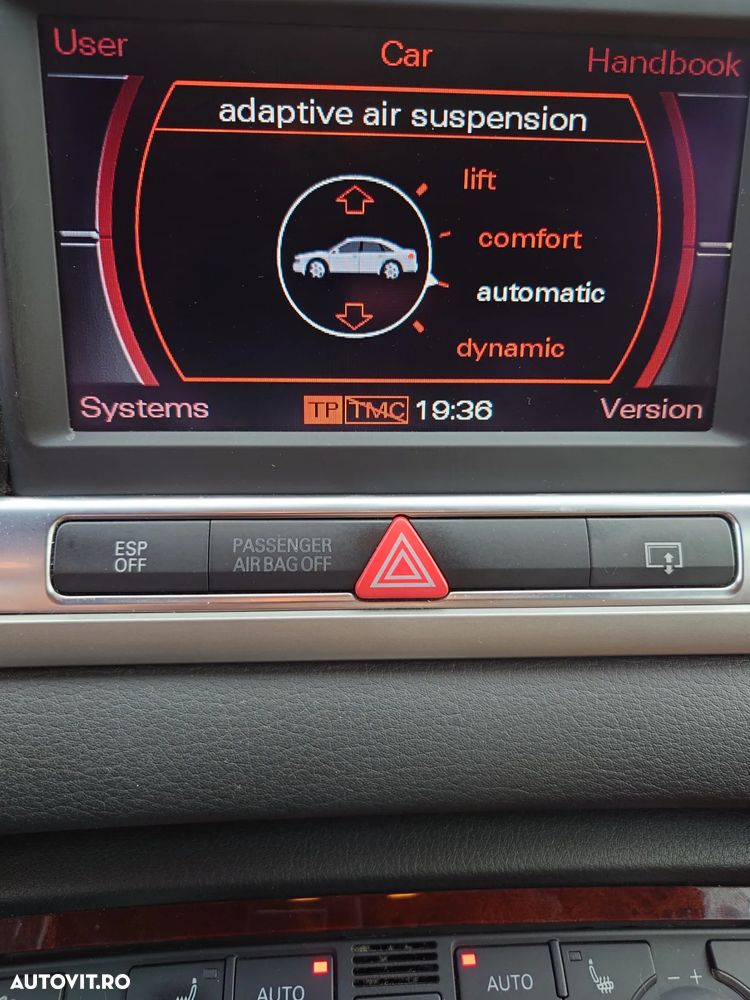 User Car Handbook
adaptive air suspension
lift
comfort
automatic
dynamic
Systems TP TMC 19:36 Version
ESP
OFF
PASSENGER
AIR BAG OFF
AUTO AUTO - +
AUTOVIT.RO